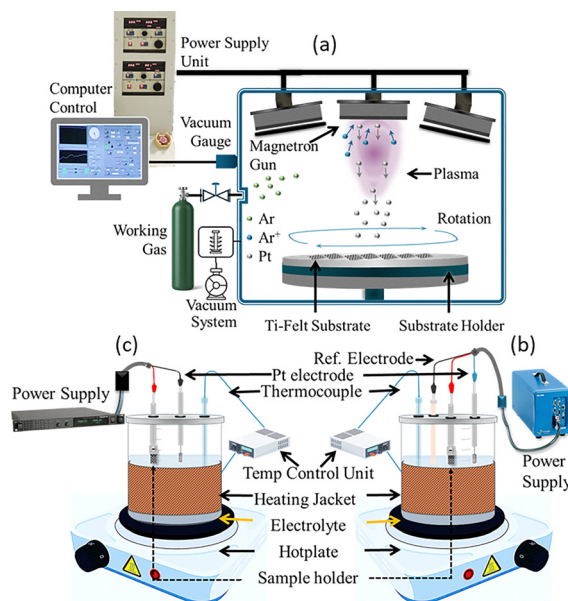 (a)
Power Supply
Unit
Computer
Control
Vacuum
Gauge
Magnetron
Gun
Plasma
Working
Gas
Ar
Ar⁺
Pt
Rotation
Vacuum
System
Ti-Felt Substrate
Substrate Holder
(c)
Ref. Electrode
(b)
Pt electrode
Power Supply
Thermocouple
Power
Supply
Temp Control Unit
Heating Jacket
Electrolyte
Hotplate
Sample holder